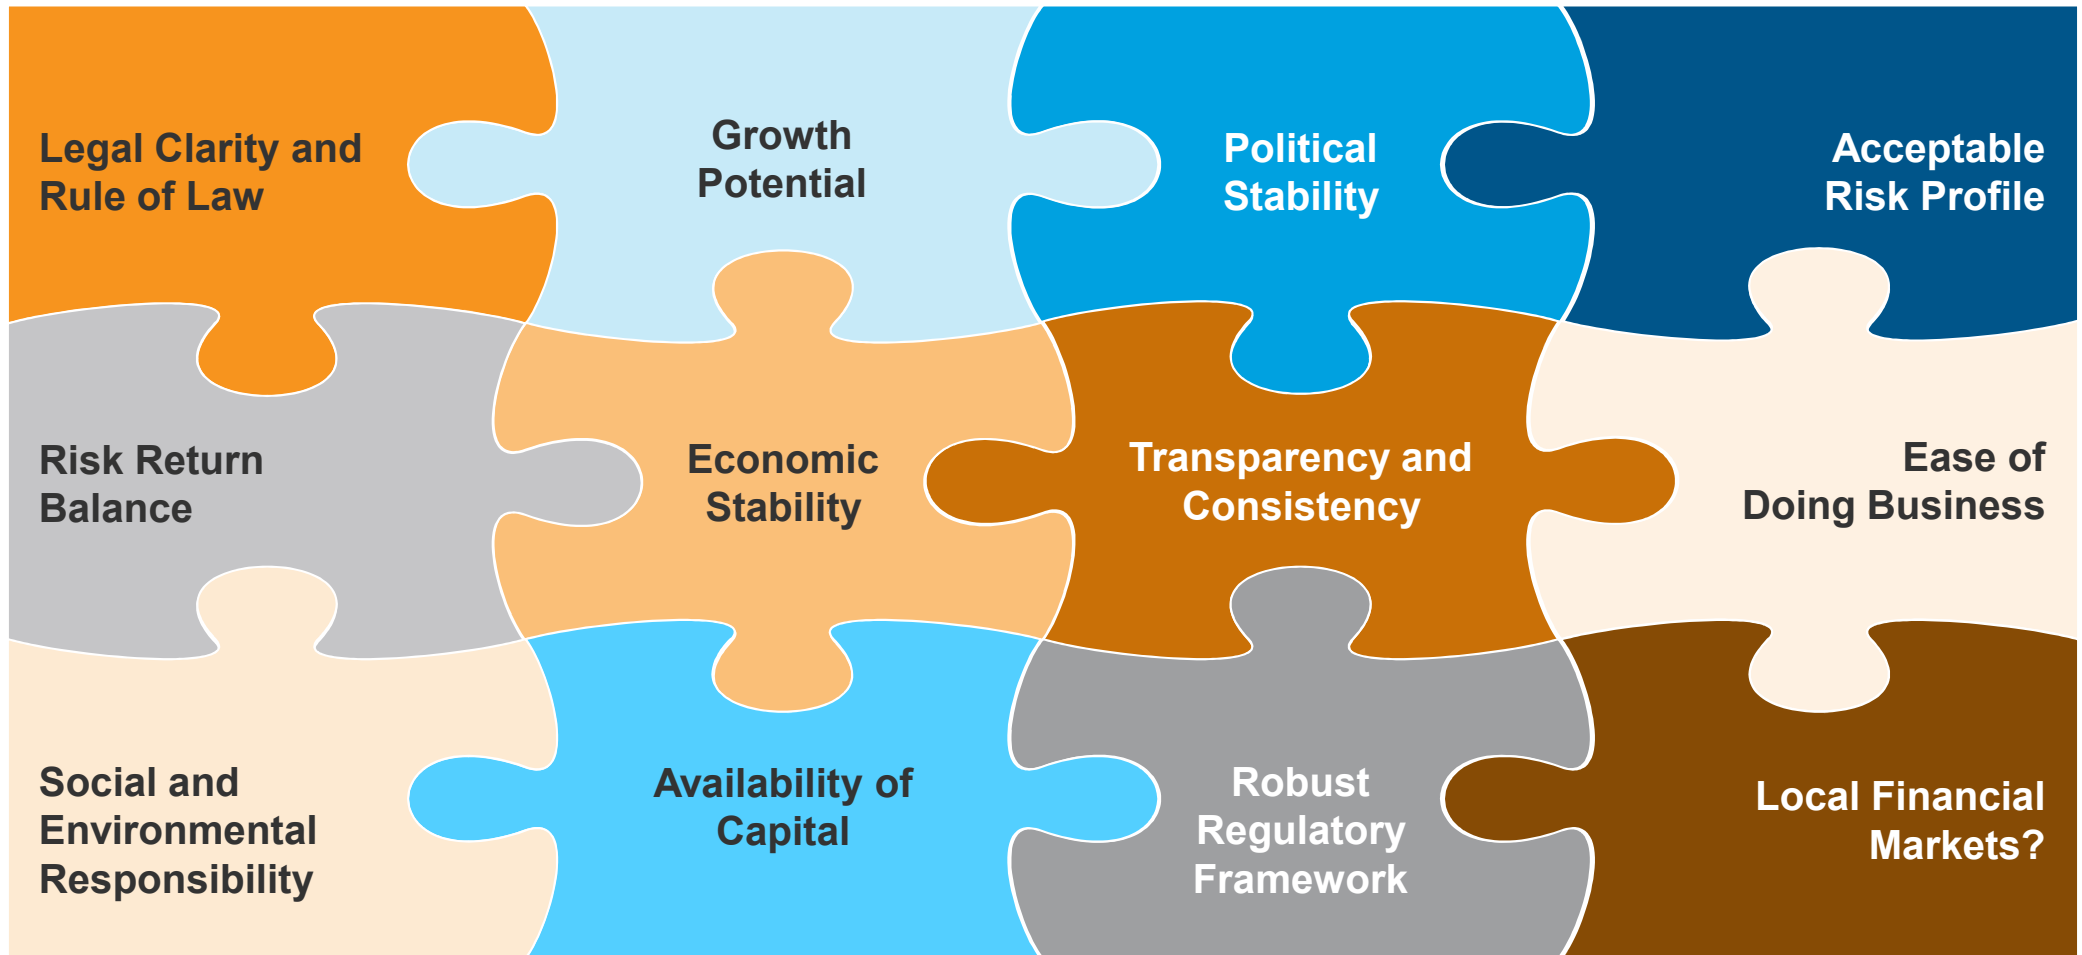 Legal Clarity and
Rule of Law
Growth
Potential
Political
Stability
Acceptable
Risk Profile
Risk Return
Balance
Economic
Stability
Transparency and
Consistency
Ease of
Doing Business
Social and
Environmental
Responsibility
Availability of
Capital
Robust
Regulatory
Framework
Local Financial
Markets?